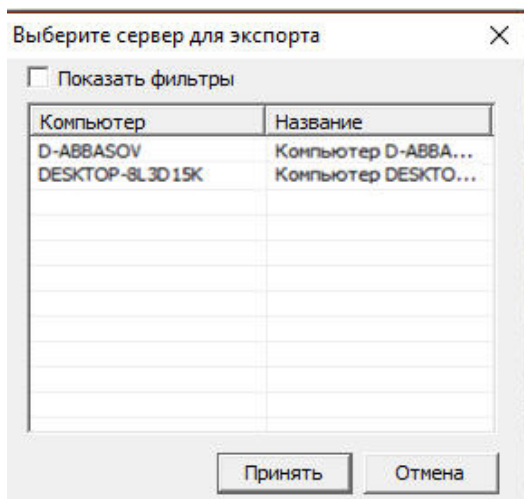 Выберите сервер для экспорта
Показать фильтры
Компьютер Название
D-ABBASOV Компьютер D-ABBA...
DESKTOP-8L3D15K Компьютер DESKTO...
Принять Отмена